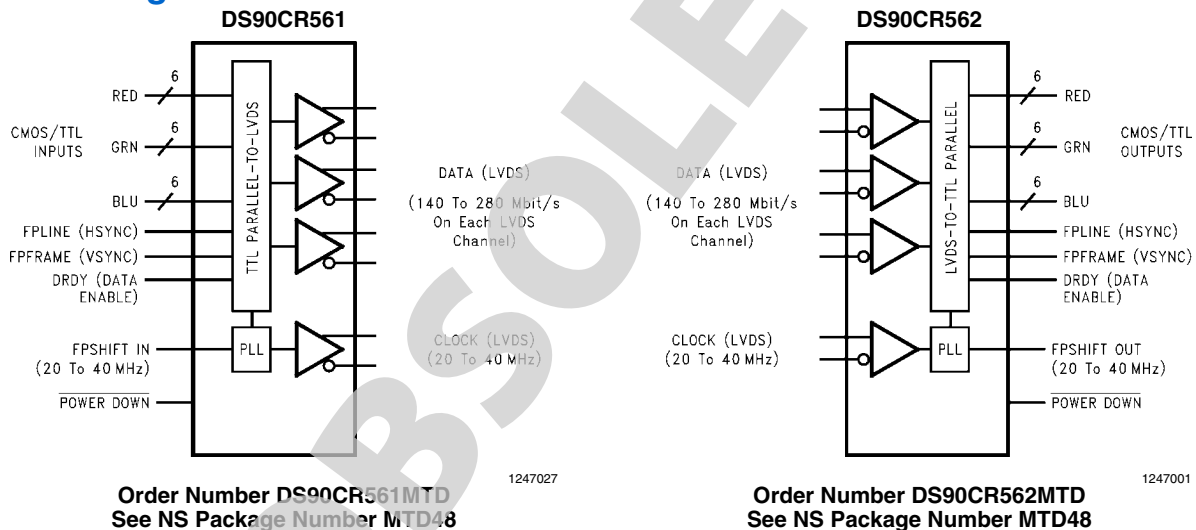 DS90CR561
RED
6
CMOS/TTL
INPUTS
GRN
6
BLU
6
FPLINE (HSYNC)
FPFRAME (VSYNC)
DRDY (DATA
ENABLE)
FPSHIFT IN
(20 To 40 MHz)
POWER DOWN
TTL PARALLEL-TO-LVDS
PLL
DATA (LVDS)
(140 To 280 Mbit/s
On Each LVDS
Channel)
CLOCK (LVDS)
(20 To 40 MHz)
1247027
Order Number DS90CR561MTD
See NS Package Number MTD48
DS90CR562
DATA (LVDS)
(140 To 280 Mbit/s
On Each LVDS
Channel)
CLOCK (LVDS)
(20 To 40 MHz)
LVDS-TO-TTL PARALLEL
PLL
6
RED
6
GRN
CMOS/TTL
OUTPUTS
6
BLU
FPLINE (HSYNC)
FPFRAME (VSYNC)
DRDY (DATA
ENABLE)
FPSHIFT OUT
(20 To 40 MHz)
POWER DOWN
1247001
Order Number DS90CR562MTD
See NS Package Number MTD48